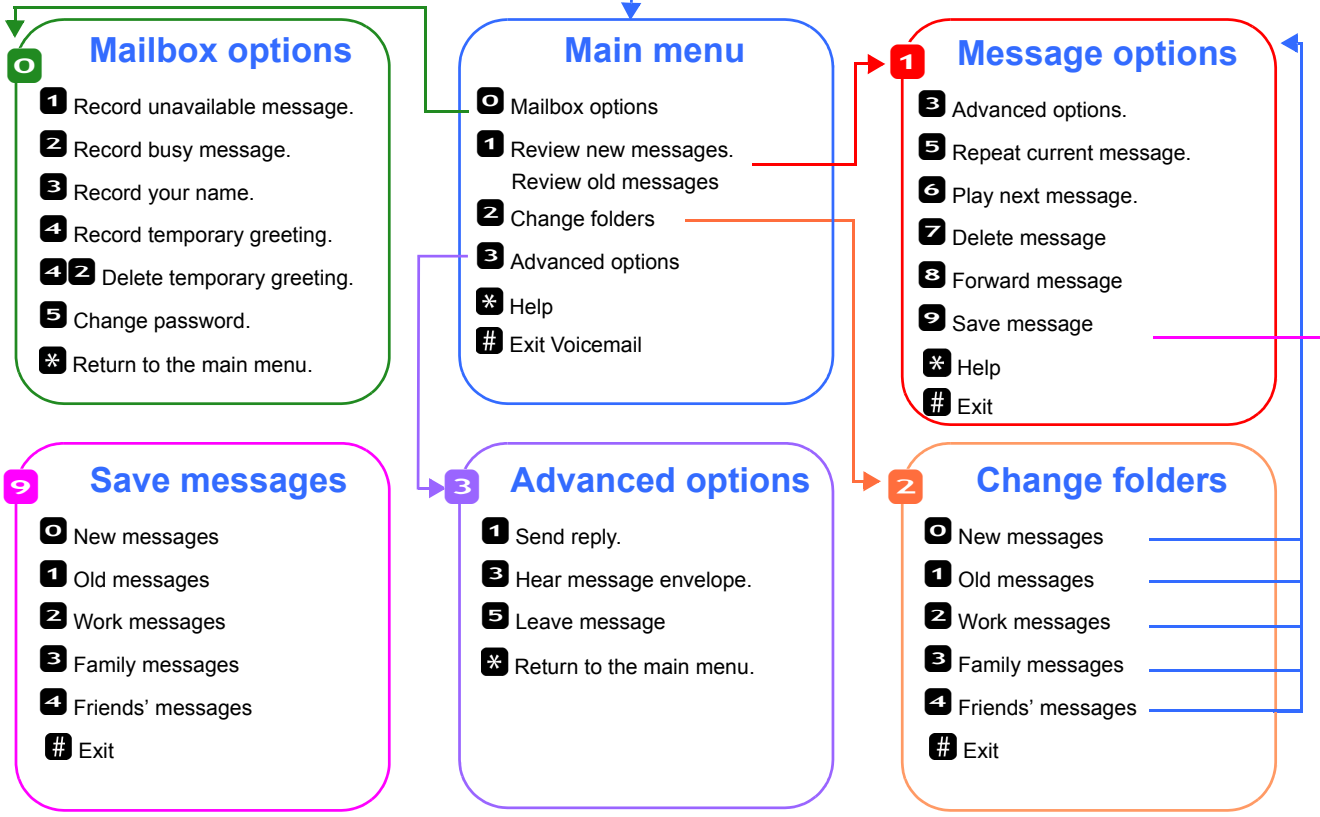 0 Mailbox options
1 Record unavailable message.
2 Record busy message.
3 Record your name.
4 Record temporary greeting.
4 2 Delete temporary greeting.
5 Change password.
* Return to the main menu.
Main menu
0 Mailbox options
1 Review new messages.
Review old messages
2 Change folders
3 Advanced options
* Help
# Exit Voicemail
1 Message options
3 Advanced options.
5 Repeat current message.
6 Play next message.
7 Delete message
8 Forward message
9 Save message
* Help
# Exit
9 Save messages
0 New messages
1 Old messages
2 Work messages
3 Family messages
4 Friends’ messages
# Exit
3 Advanced options
1 Send reply.
3 Hear message envelope.
5 Leave message
* Return to the main menu.
2 Change folders
0 New messages
1 Old messages
2 Work messages
3 Family messages
4 Friends’ messages
# Exit